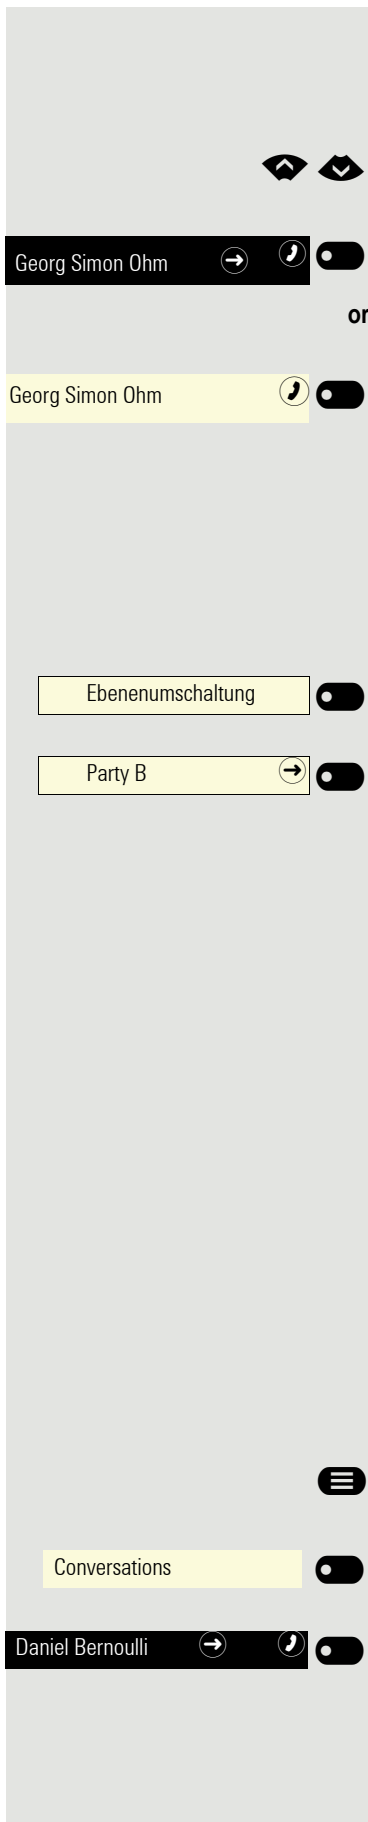 Georg Simon Ohm
or
Georg Simon Ohm
Ebenenumschaltung
Party B
Conversations
Daniel Bernoulli